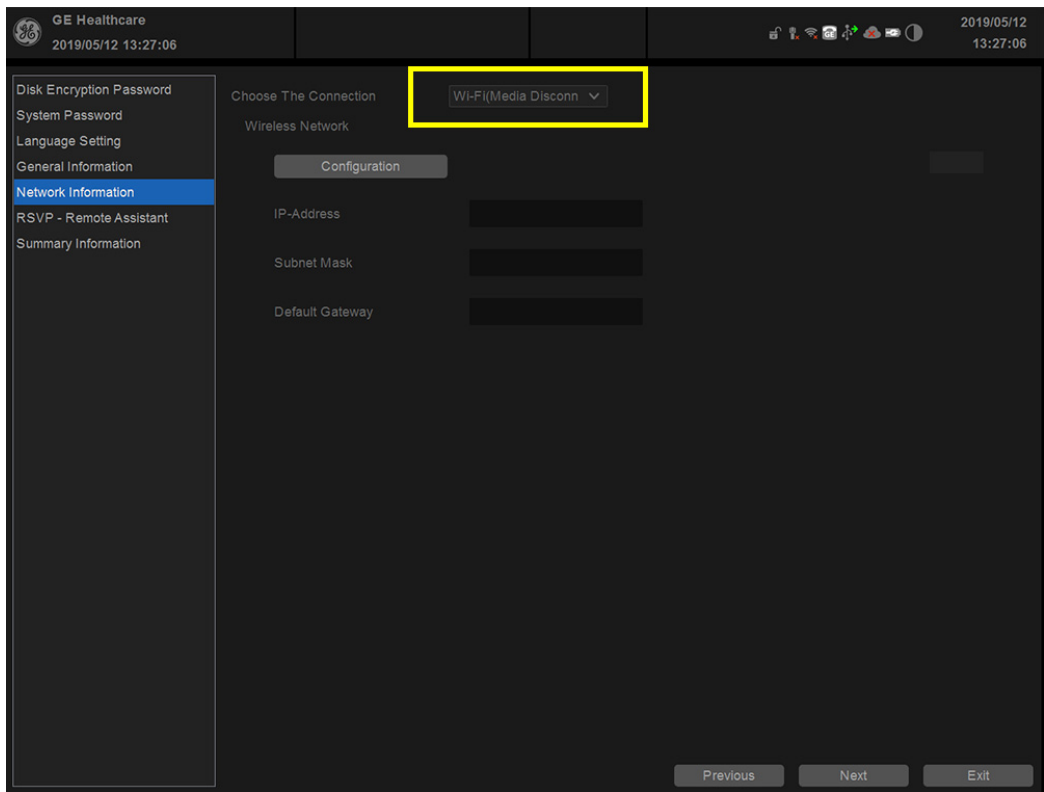 GE Healthcare
2019/05/12 13:27:06
2019/05/12
13:27:06
Disk Encryption Password
System Password
Language Setting
General Information
Network Information
RSVP - Remote Assistant
Summary Information
Choose The Connection
Wi-Fi(Media Disconn
Wireless Network
Configuration
IP-Address
Subnet Mask
Default Gateway
Previous
Next
Exit